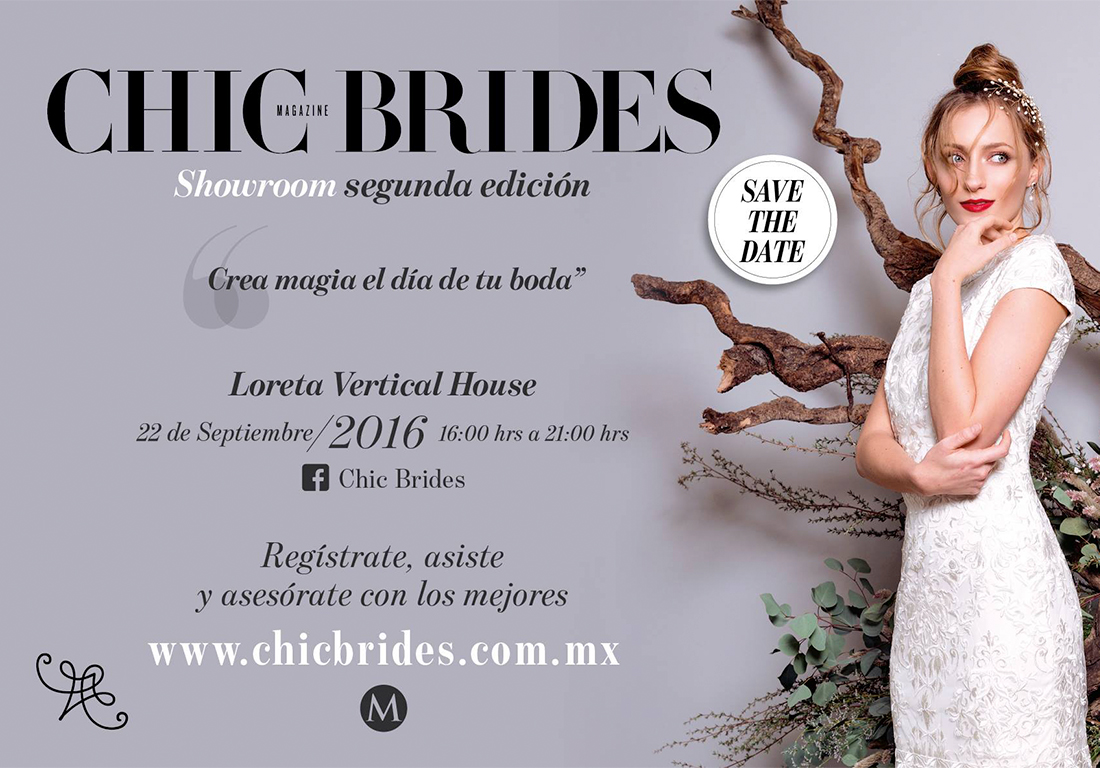 CHIC BRIDES
MAGAZINE
Showroom segunda edición
SAVE
THE
DATE
“Crea magia el día de tu boda”
Loreta Vertical House
22 de Septiembre/2016 16:00 hrs a 21:00 hrs
Chic Brides
Regístrate, asiste
y asesórate con los mejores
www.chicbrides.com.mx
M